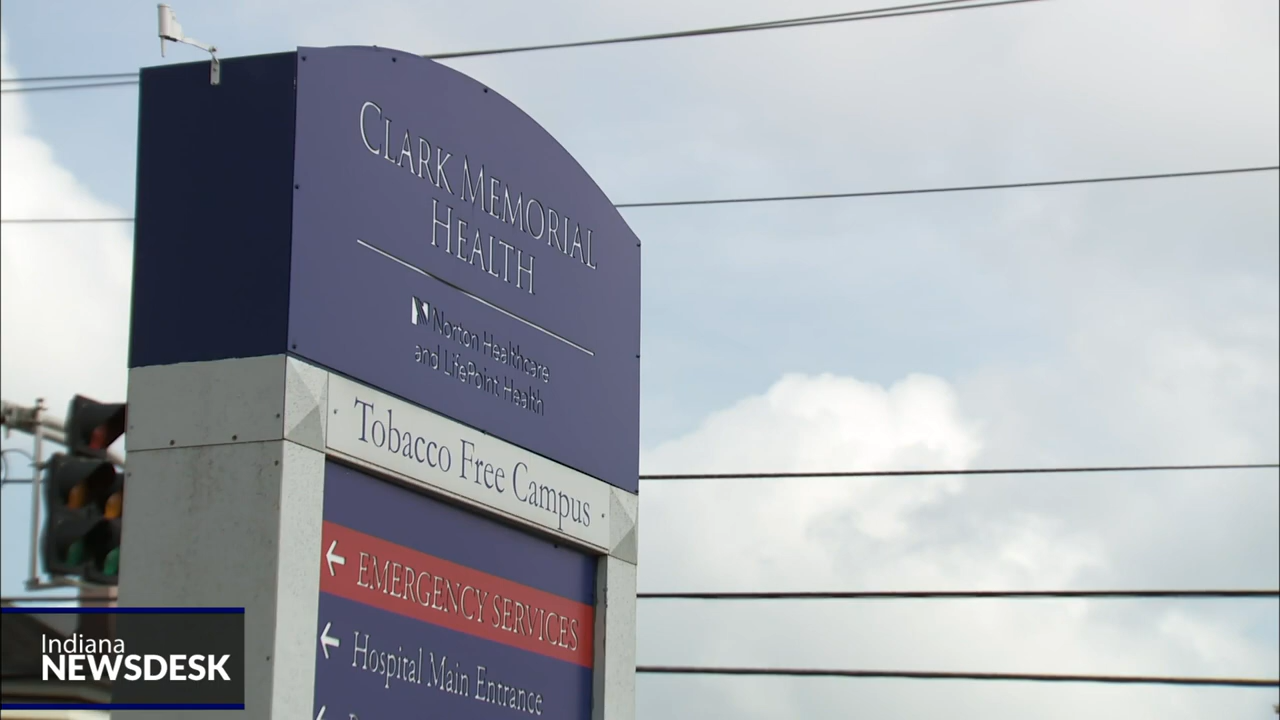 CLARK MEMORIAL
HEALTH
Norton Healthcare
and LifePoint Health
Tobacco Free Campus
EMERGENCY SERVICES
Hospital Main Entrance
Indiana
NEWSDESK